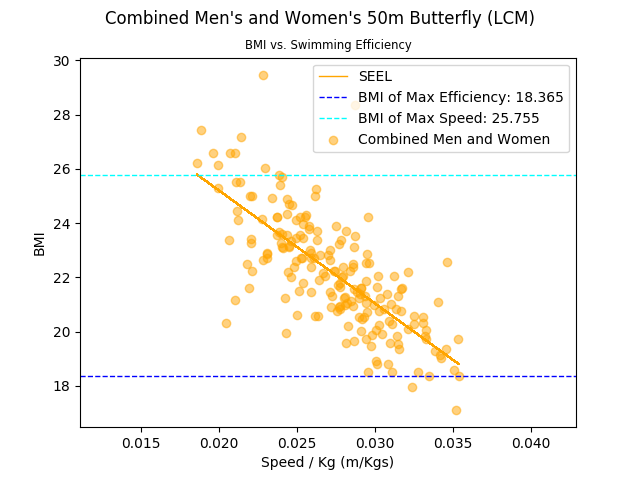 Combined Men's and Women's 50m Butterfly (LCM)
BMI vs. Swimming Efficiency
SEEL
BMI of Max Efficiency: 18.365
BMI of Max Speed: 25.755
Combined Men and Women
BMI
30
28
26
24
22
20
18
0.015 0.020 0.025 0.030 0.035 0.040
Speed / Kg (m/Kgs)